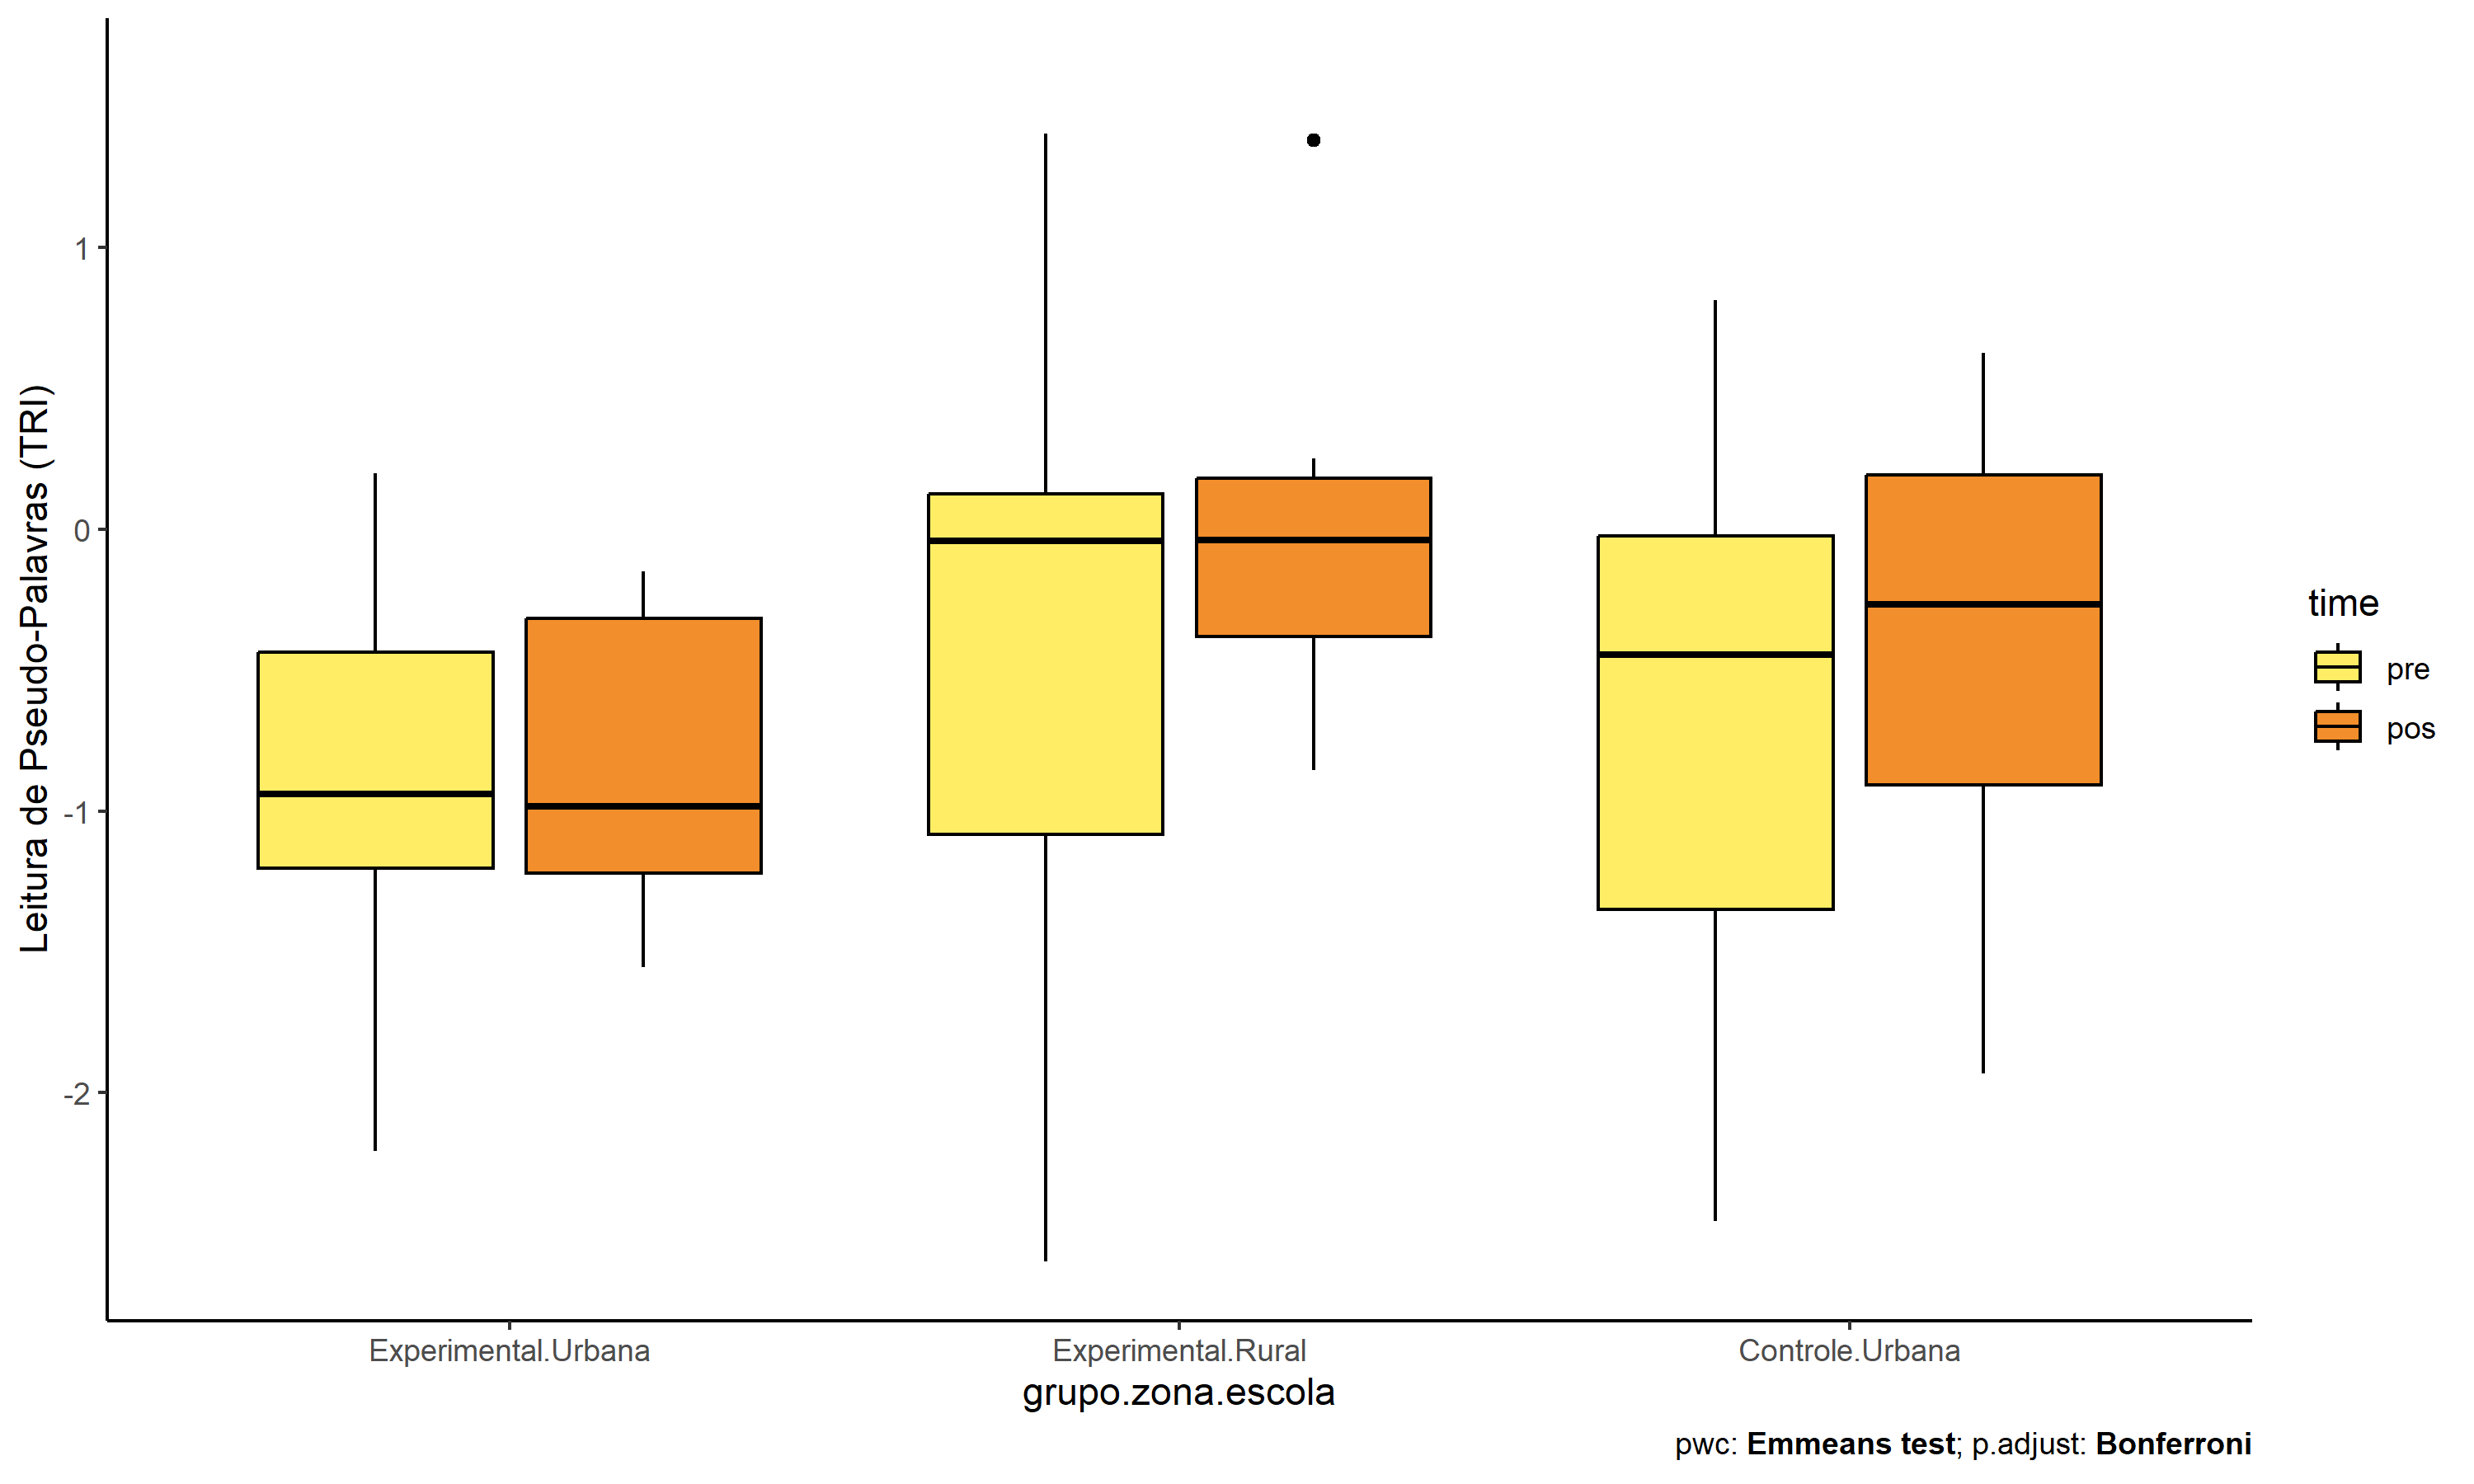 Leitura de Pseudo-Palavras (TRI)
1
0
-1
-2
Experimental.Urbana
Experimental.Rural
Controle.Urbana
grupo.zona.escola
pwc: Emmeans test; p.adjust: Bonferroni
time
pre
pos